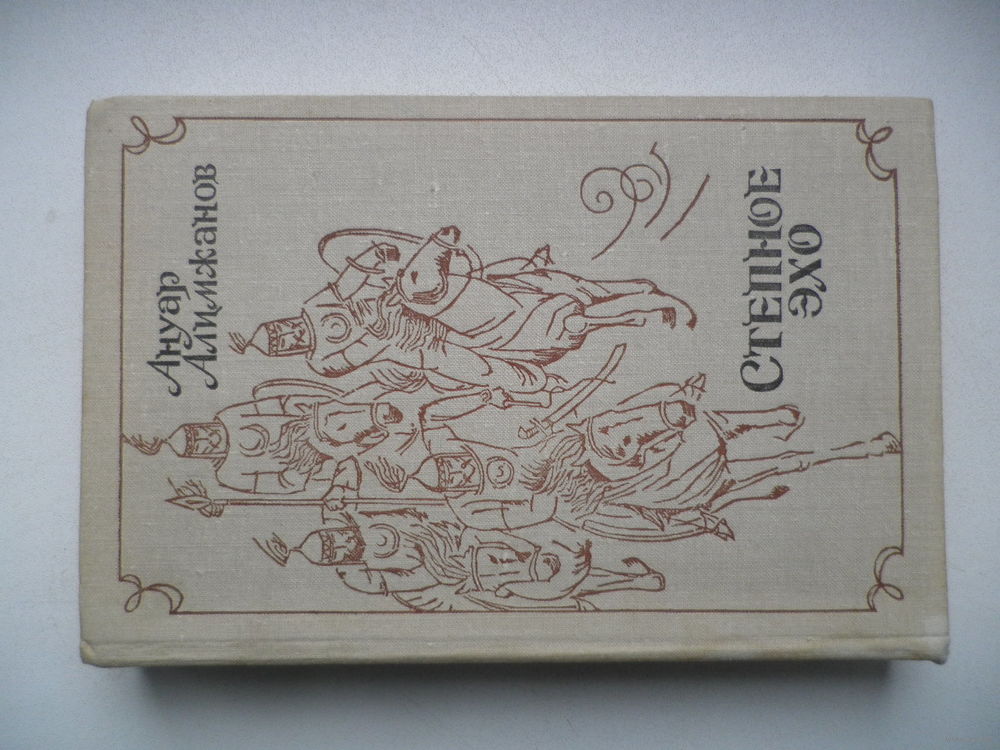 Ануар
Алимжанов
Степное
эхо